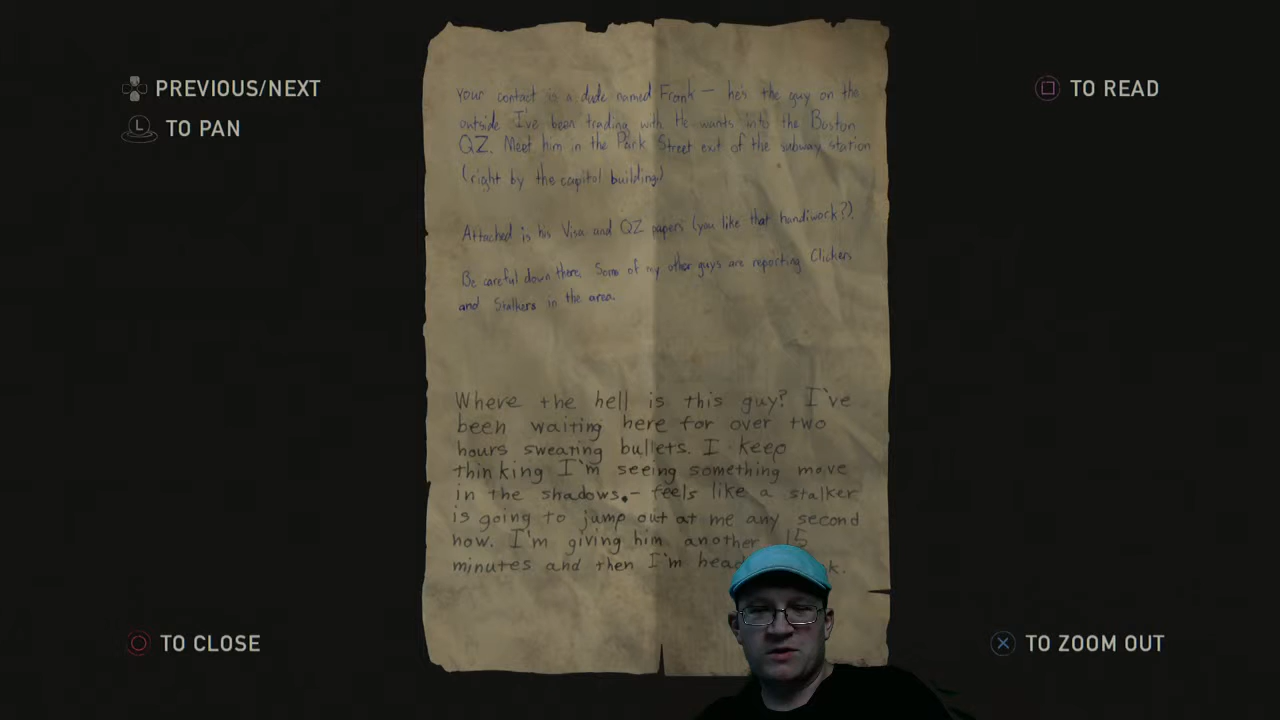 PREVIOUS/NEXT
L TO PAN
TO READ
Your contact is a dude named Frank — he's the guy on the
outside I've been trading with. He wants into the Boston
QZ. Meet him in the Park Street exit of the subway station
(right by the capitol building)
Attached is his Visa and QZ papers (you like that handiwork?).
Be careful down there. Some of my other guys are reporting Clickers
and Stalkers in the area.
Where the hell is this guy? I've
been waiting here for over two
hours sweating bullets. I keep
thinking I'm seeing something move
in the shadows. - feels like a stalker
is going to jump out at me any second
now. I'm giving him another 15
minutes and then I'm
TO CLOSE
TO ZOOM OUT